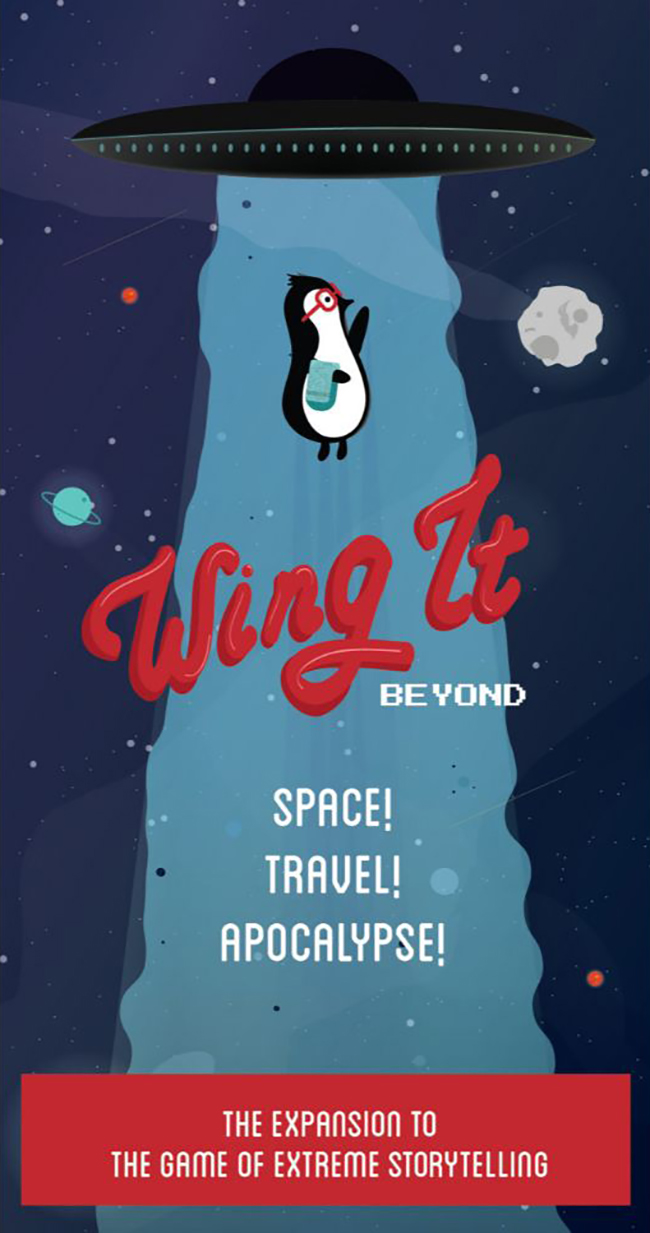 Wing It
BEYOND
SPACE!
TRAVEL!
APOCALYPSE!
THE EXPANSION TO
THE GAME OF EXTREME STORYTELLING